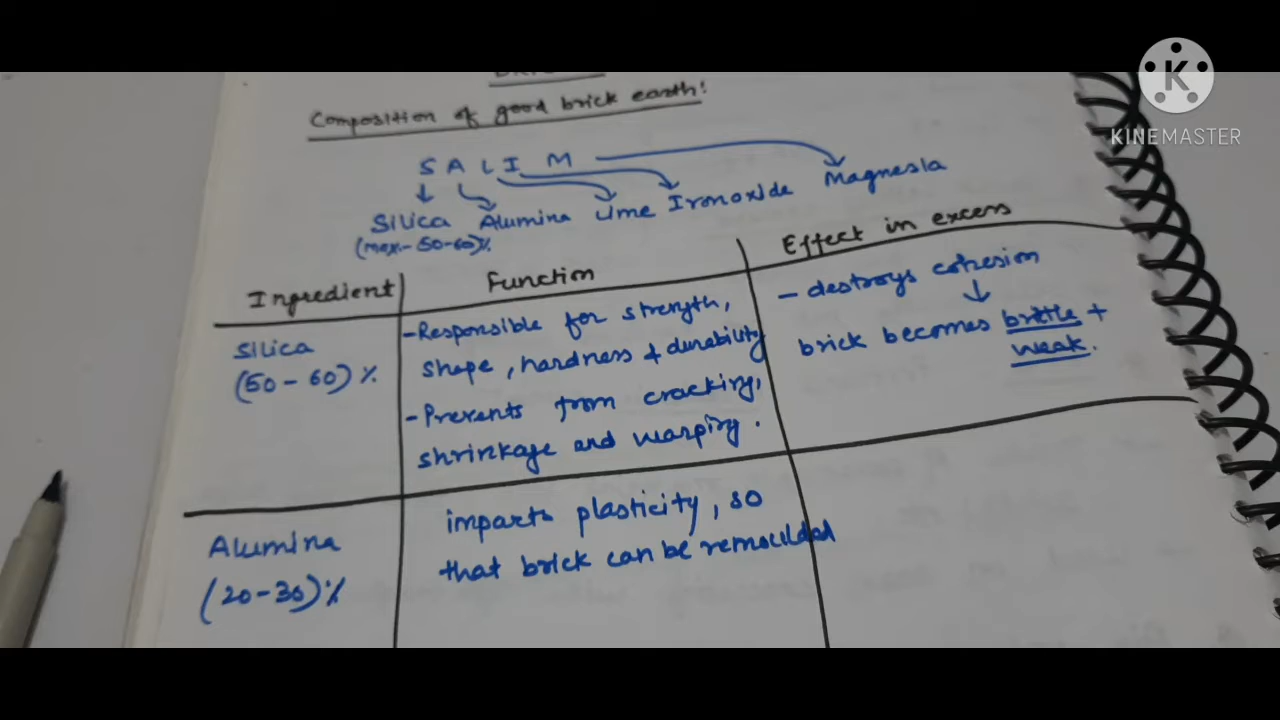 Composition of good brick earth:
S A L I M
Silica Alumina Lime Ironoxide Magnesia
(max - 50-60)%
Ingredient Function Effect in excess
Silica
(50 - 60) %
- Responsible for strength,
shape, hardness & durability
- Prevents from cracking,
shrinkage and warping.
- destroys cohesion
brick becomes brittle +
weak.
Alumina
(20-30)%
imparts plasticity, so
that brick can be remoulded
K
KINEMASTER